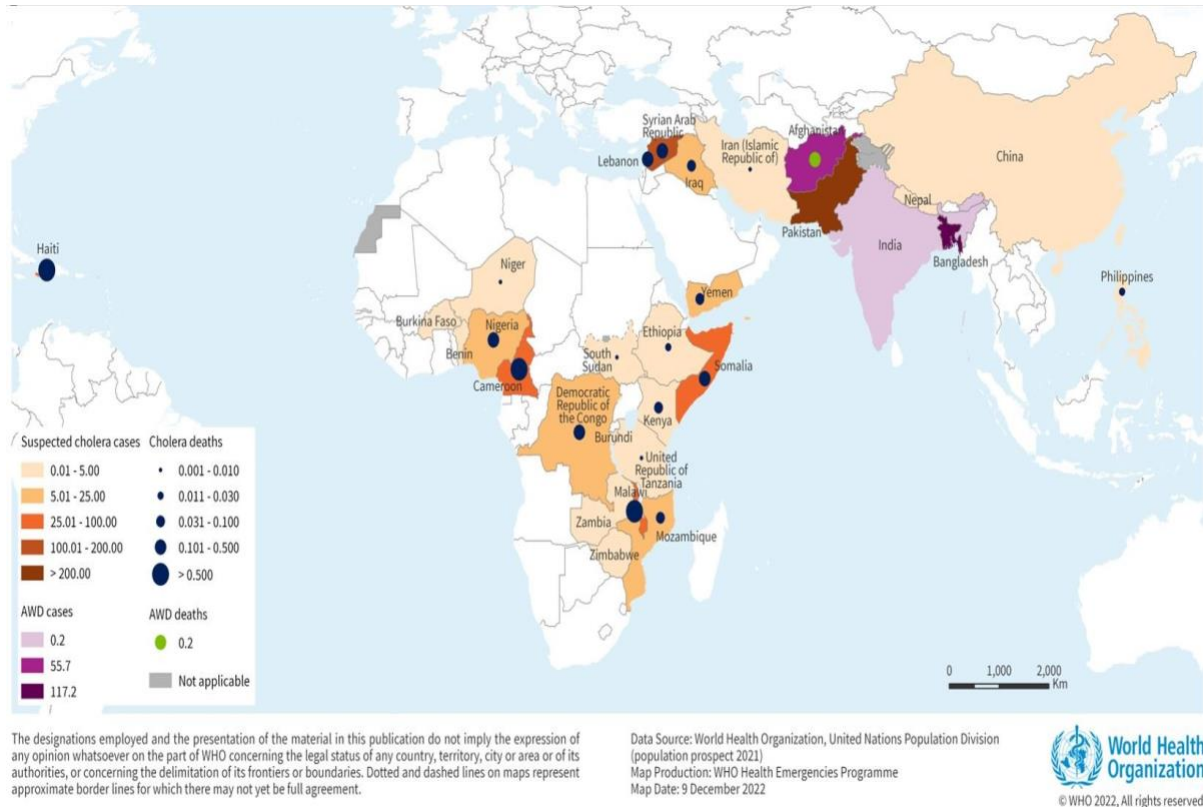 Haiti
Syrian Arab
Republic
Lebanon
Iraq
Iran (Islamic
Republic of)
Afghanistan
Pakistan
China
Nepal
India
Bangladesh
Philippines
Niger
Burkina Faso
Nigeria
Benin
Cameroon
Yemen
Ethiopia
South
Sudan
Somalia
Democratic
Republic of
the Congo
Kenya
Burundi
United
Republic of
Tanzania
Malawi
Zambia
Mozambique
Zimbabwe
Suspected cholera cases
0.01 - 5.00
5.01 - 25.00
25.01 - 100.00
100.01 - 200.00
> 200.00
AWD cases
0.2
55.7
117.2
Cholera deaths
0.001 - 0.010
0.011 - 0.030
0.031 - 0.100
0.101 - 0.500
> 0.500
AWD deaths
0.2
Not applicable
0 1,000 2,000
Km
The designations employed and the presentation of the material in this publication do not imply the expression of
any opinion whatsoever on the part of WHO concerning the legal status of any country, territory, city or area or of its
authorities, or concerning the delimitation of its frontiers or boundaries. Dotted and dashed lines on maps represent
approximate border lines for which there may not yet be full agreement.
Data Source: World Health Organization, United Nations Population Division
(population prospect 2021)
Map Production: WHO Health Emergencies Programme
Map Date: 9 December 2022
World Health
Organization
© WHO 2022, All rights reserved